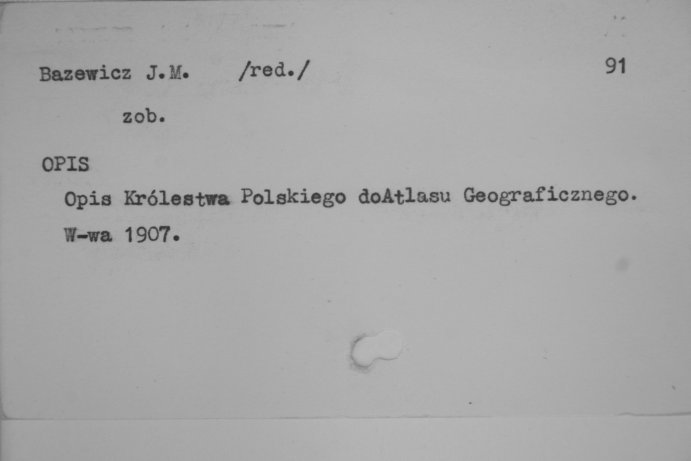 Bazewicz J.M. /red./ 91
zob.
OPIS
Opis Królestwa Polskiego doAtlasu Geograficznego.
W-wa 1907.